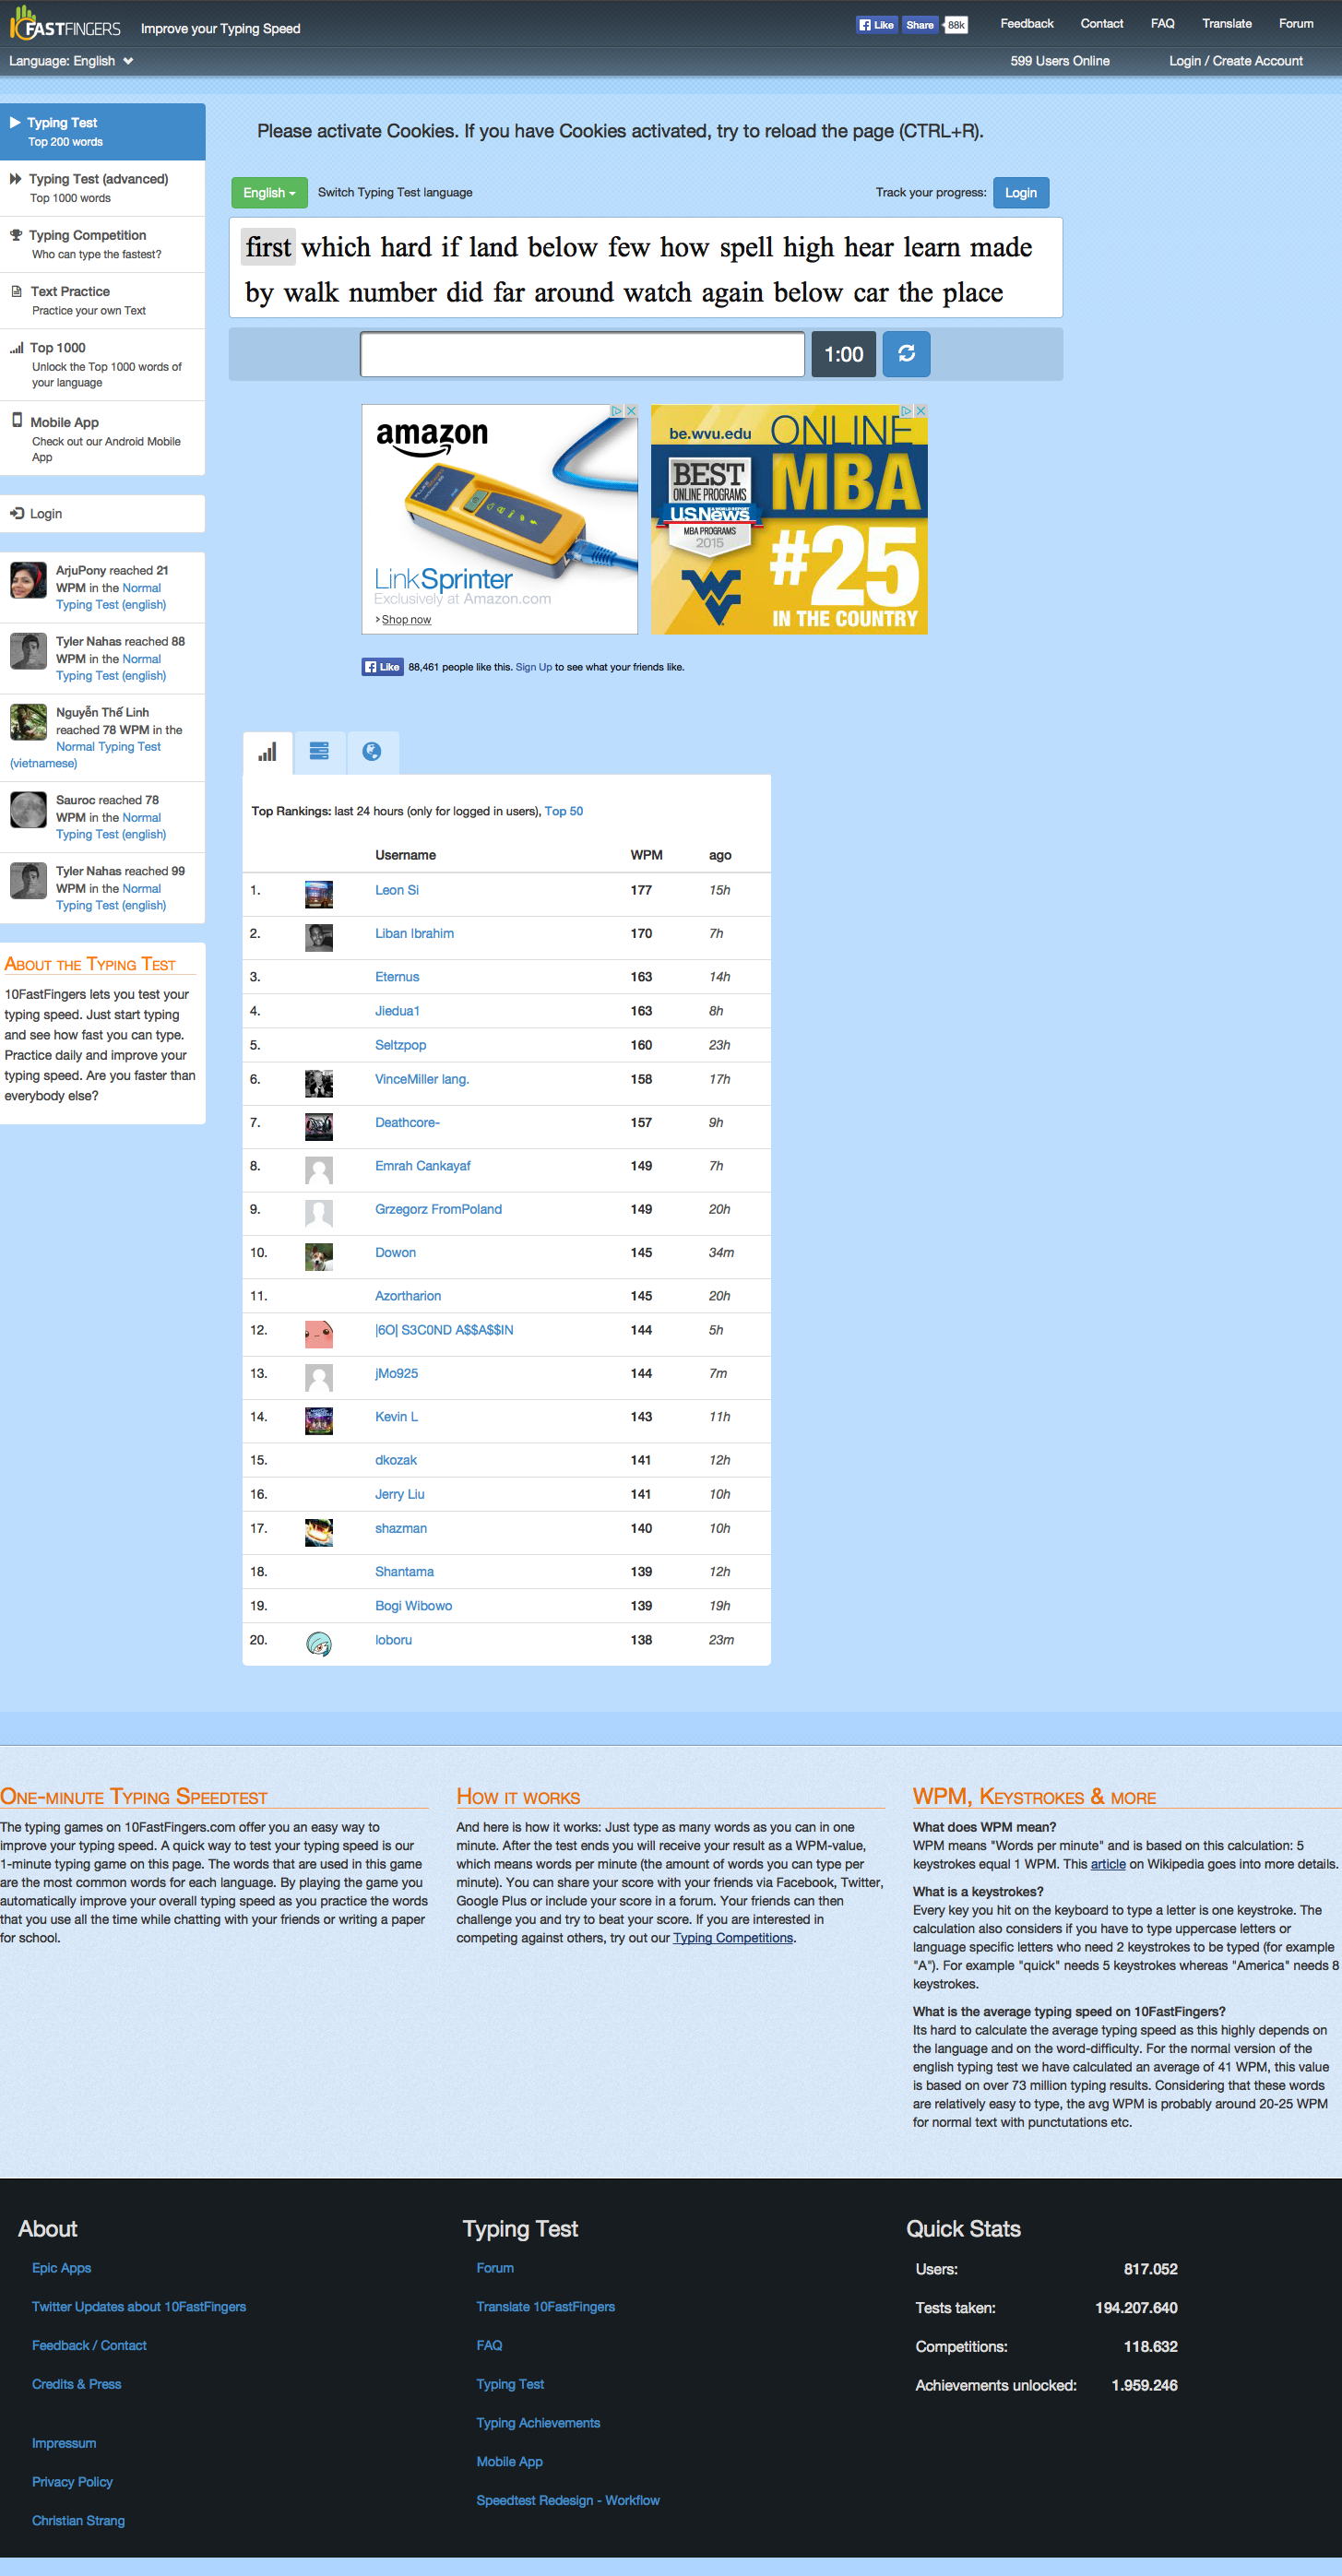 10FASTFINGERS Improve your Typing Speed
Like Share 88k Feedback Contact FAQ Translate Forum
Language: English 599 Users Online Login / Create Account
Typing Test
Top 200 words
Typing Test (advanced)
Top 1000 words
Typing Competition
Who can type the fastest?
Text Practice
Practice your own Text
Top 1000
Unlock the Top 1000 words of
your language
Mobile App
Check out our Android Mobile
App
Login
ArjuPony reached 21
WPM in the Normal
Typing Test (english)
Tyler Nahas reached 88
WPM in the Normal
Typing Test (english)
Nguyễn Thế Linh
reached 78 WPM in the
Normal Typing Test
(vietnamese)
Sauroc reached 78
WPM in the Normal
Typing Test (english)
Tyler Nahas reached 99
WPM in the Normal
Typing Test (english)
About the Typing Test
10FastFingers lets you test your
typing speed. Just start typing
and see how fast you can type.
Practice daily and improve your
typing speed. Are you faster than
everybody else?
Please activate Cookies. If you have Cookies activated, try to reload the page (CTRL+R).
English Switch Typing Test language Track your progress: Login
first which hard if land below few how spell high hear learn made
by walk number did far around watch again below car the place
1:00
amazon
LinkSprinter
Exclusively at Amazon.com
› Shop now
be.wvu.edu ONLINE
MBA
BEST
ONLINE PROGRAMS
U.S.News
MBA PROGRAMS
2015
#25
IN THE COUNTRY
Like 88,461 people like this. Sign Up to see what your friends like.
Top Rankings: last 24 hours (only for logged in users), Top 50
Username WPM ago
1. Leon Si 177 15h
2. Liban Ibrahim 170 7h
3. Eternus 163 14h
4. Jiedua1 163 8h
5. Seltzpop 160 23h
6. VinceMiller lang. 158 17h
7. Deathcore- 157 9h
8. Emrah Cankayaf 149 7h
9. Grzegorz FromPoland 149 20h
10. Dowon 145 34m
11. Azortharion 145 20h
12. |6O| S3C0ND A$$A$$IN 144 5h
13. jMo925 144 7m
14. Kevin L 143 11h
15. dkozak 141 12h
16. Jerry Liu 141 10h
17. shazman 140 10h
18. Shantama 139 12h
19. Bogi Wibowo 139 19h
20. loboru 138 23m
One-minute Typing Speedtest
The typing games on 10FastFingers.com offer you an easy way to
improve your typing speed. A quick way to test your typing speed is our
1-minute typing game on this page. The words that are used in this game
are the most common words for each language. By playing the game you
automatically improve your overall typing speed as you practice the words
that you use all the time while chatting with your friends or writing a paper
for school.
How it works
And here is how it works: Just type as many words as you can in one
minute. After the test ends you will receive your result as a WPM-value,
which means words per minute (the amount of words you can type per
minute). You can share your score with your friends via Facebook, Twitter,
Google Plus or include your score in a forum. Your friends can then
challenge you and try to beat your score. If you are interested in
competing against others, try out our Typing Competitions.
WPM, Keystrokes & more
What does WPM mean?
WPM means "Words per minute" and is based on this calculation: 5
keystrokes equal 1 WPM. This article on Wikipedia goes into more details.
What is a keystrokes?
Every key you hit on the keyboard to type a letter is one keystroke. The
calculation also considers if you have to type uppercase letters or
language specific letters who need 2 keystrokes to be typed (for example
"A"). For example "quick" needs 5 keystrokes whereas "America" needs 8
keystrokes.
What is the average typing speed on 10FastFingers?
Its hard to calculate the average typing speed as this highly depends on
the language and on the word-difficulty. For the normal version of the
english typing test we have calculated an average of 41 WPM, this value
is based on over 73 million typing results. Considering that these words
are relatively easy to type, the avg WPM is probably around 20-25 WPM
for normal text with punctutations etc.
About
Epic Apps
Twitter Updates about 10FastFingers
Feedback / Contact
Credits & Press
Impressum
Privacy Policy
Christian Strang
Typing Test
Forum
Translate 10FastFingers
FAQ
Typing Test
Typing Achievements
Mobile App
Speedtest Redesign - Workflow
Quick Stats
Users: 817.052
Tests taken: 194.207.640
Competitions: 118.632
Achievements unlocked: 1.959.246